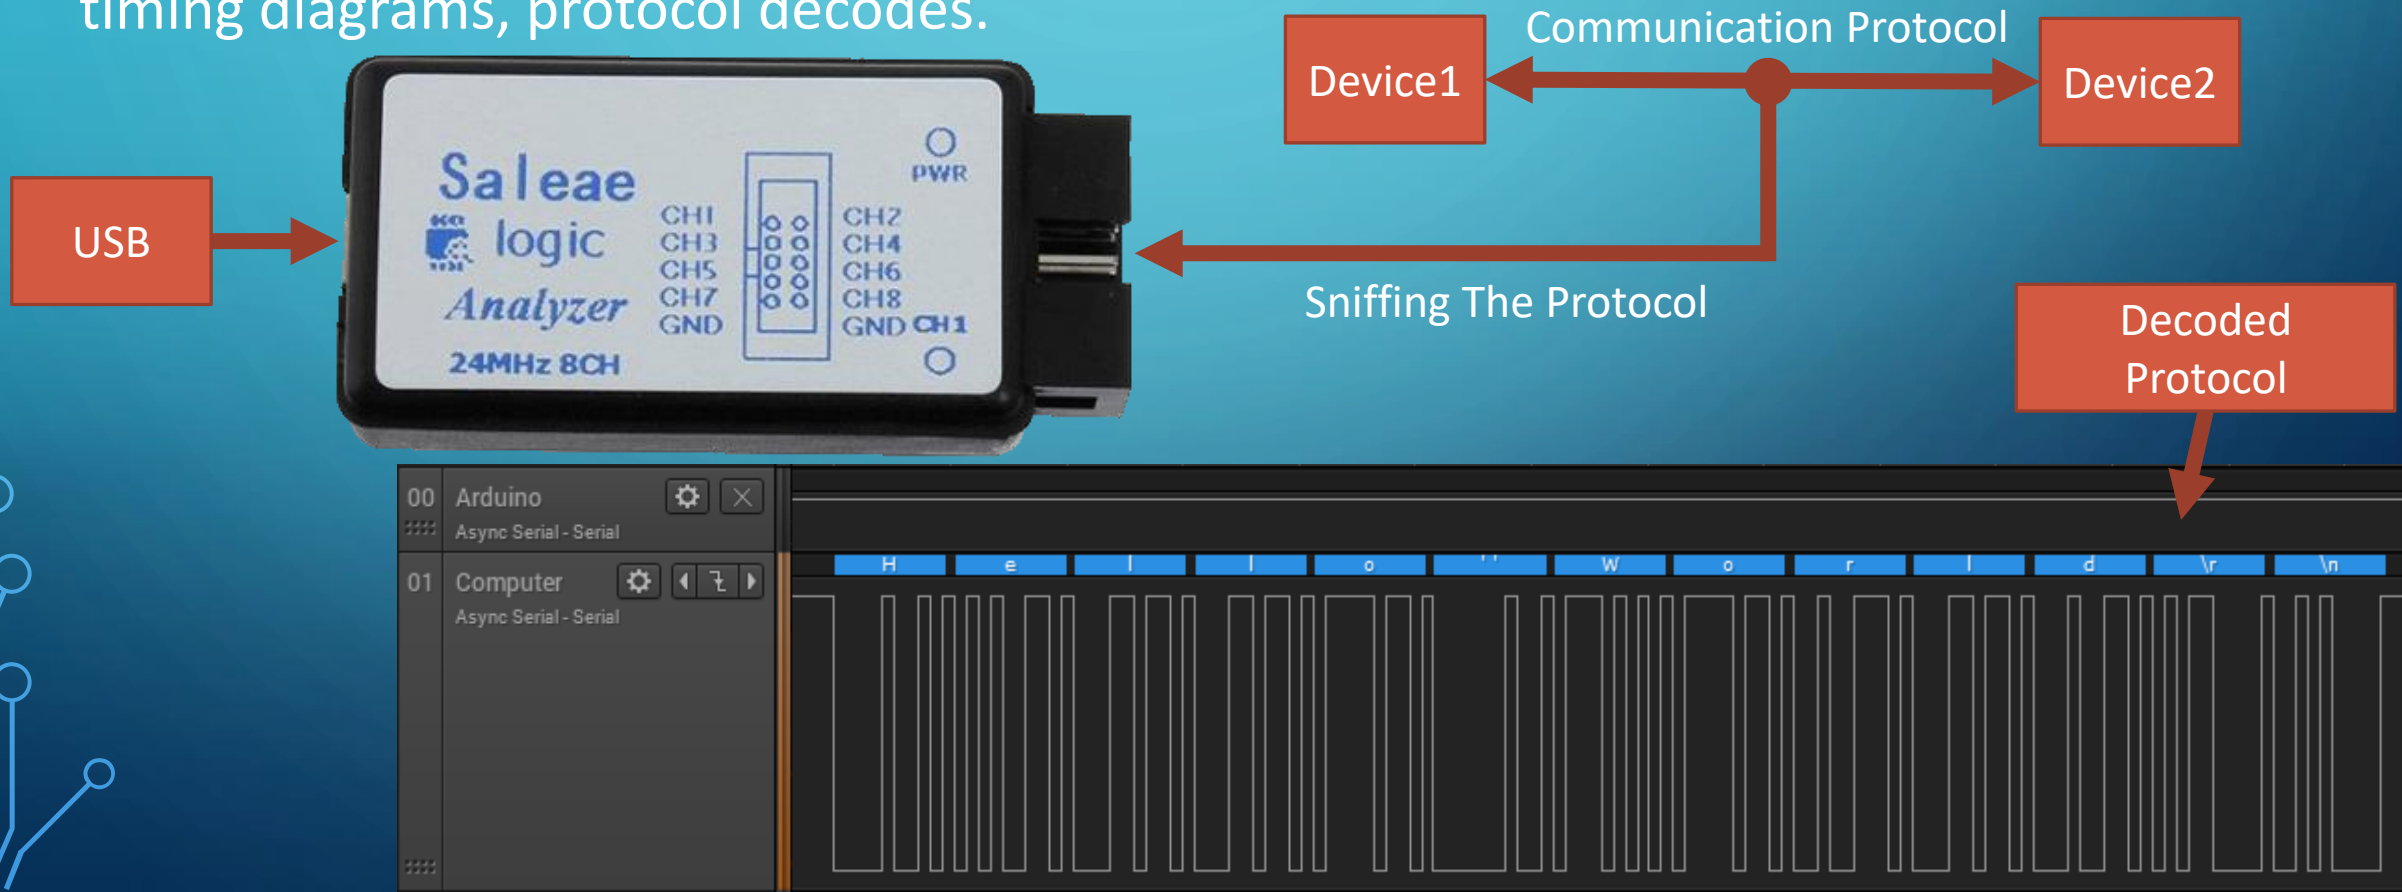 timing diagrams, protocol decodes.
Communication Protocol
Device1
Device2
Saleae
logic
Analyzer
24MHz 8CH
PWR
CH1 CH2
CH3 CH4
CH5 CH6
CH7 CH8
GND GND
CH1
USB
Sniffing The Protocol
Decoded
Protocol
00 Arduino
Async Serial - Serial
01 Computer
Async Serial - Serial
H e l l o ' ' W o r l d \r \n